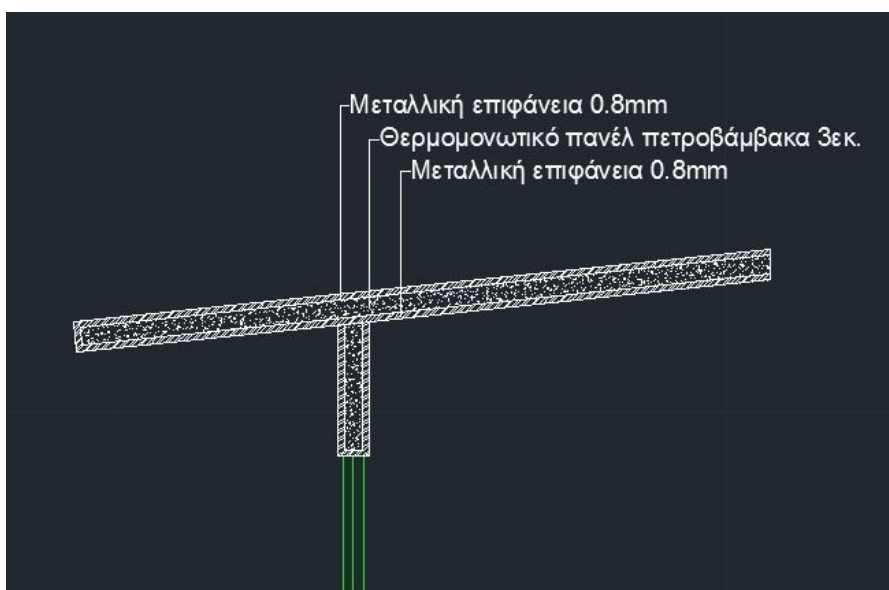 Μεταλλική επιφάνεια 0.8mm
Θερμομονωτικό πανέλ πετροβάμβακα 3εκ.
Μεταλλική επιφάνεια 0.8mm